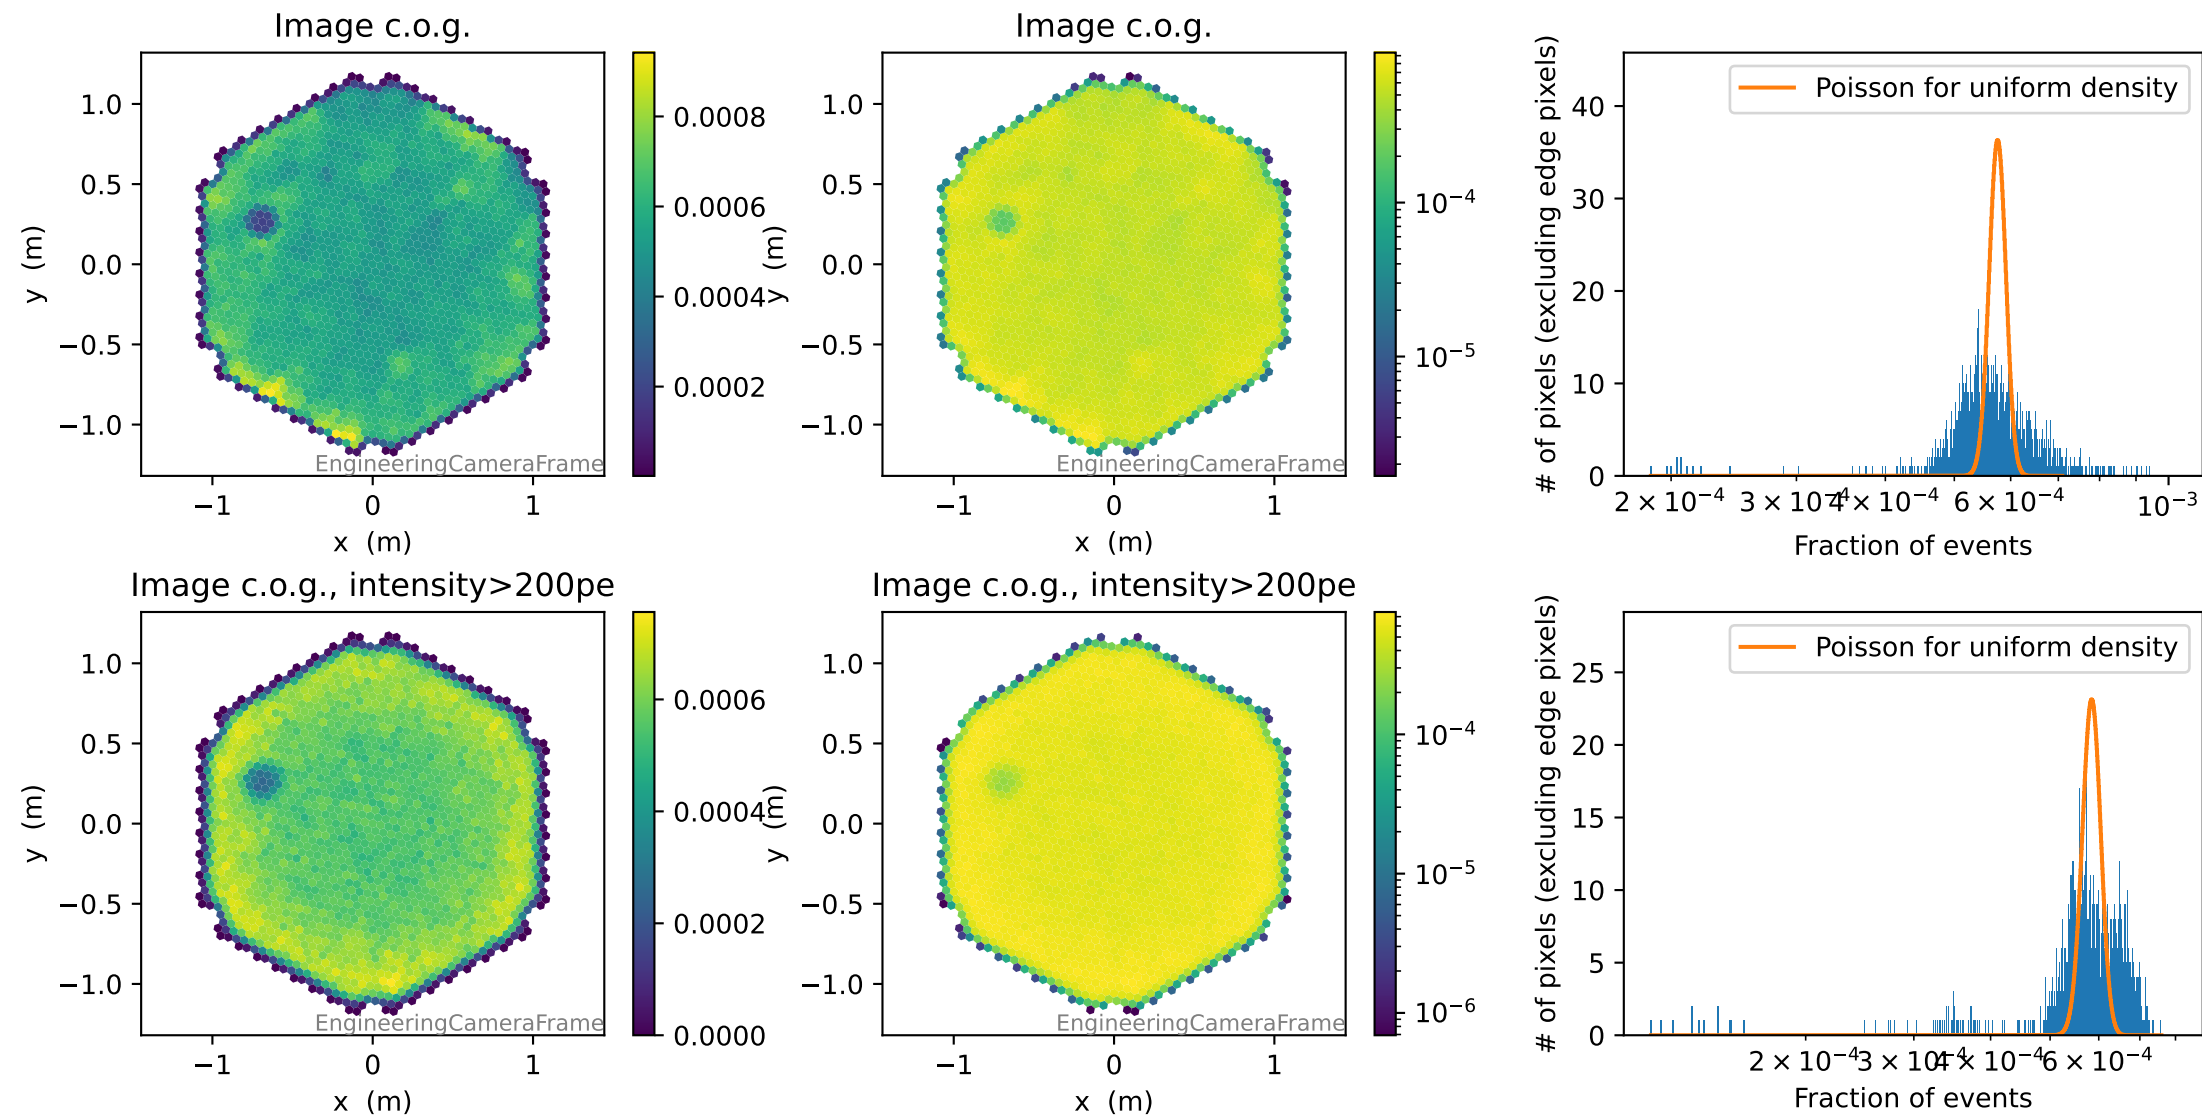 Image c.o.g.
1.0
0.5
0.0
−0.5
−1.0
y (m)
−1
0
1
x (m)
EngineeringCameraFrame
0.0008
0.0006
0.0004
0.0002
Image c.o.g.
1.0
0.5
0.0
−0.5
−1.0
y (m)
−1
0
1
x (m)
EngineeringCameraFrame
10⁻⁴
10⁻⁵
# of pixels (excluding edge pixels)
40
30
20
10
0
Poisson for uniform density
2 × 10⁻⁴
3 × 10⁻⁴
4 × 10⁻⁴
6 × 10⁻⁴
10⁻³
Fraction of events
Image c.o.g., intensity>200pe
1.0
0.5
0.0
−0.5
−1.0
y (m)
−1
0
1
x (m)
EngineeringCameraFrame
0.0006
0.0004
0.0002
0.0000
Image c.o.g., intensity>200pe
1.0
0.5
0.0
−0.5
−1.0
y (m)
−1
0
1
x (m)
EngineeringCameraFrame
10⁻⁴
10⁻⁵
10⁻⁶
# of pixels (excluding edge pixels)
25
20
15
10
5
0
Poisson for uniform density
2 × 10⁻⁴
3 × 10⁻⁴
4 × 10⁻⁴
6 × 10⁻⁴
Fraction of events